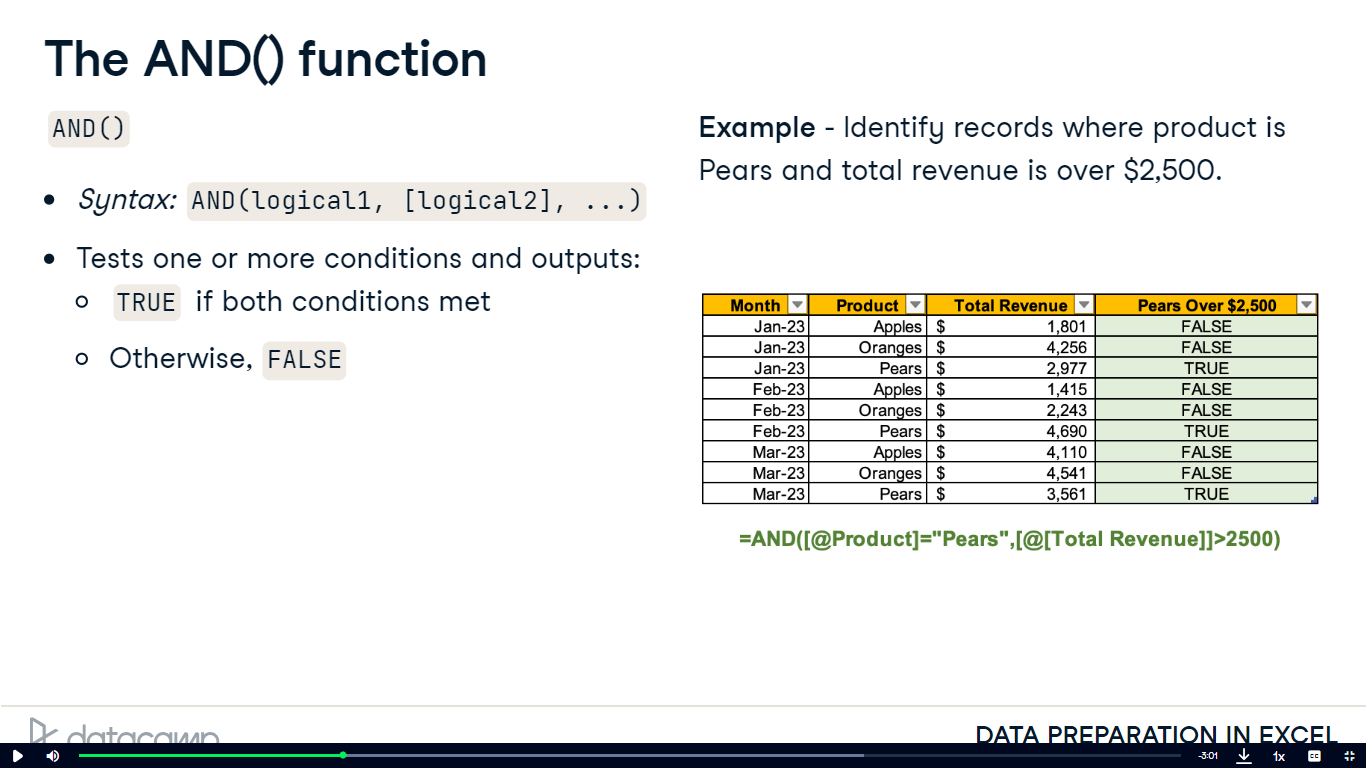 The AND() function
AND()
Syntax: AND(logical1, [logical2], ...)
Tests one or more conditions and outputs:
TRUE if both conditions met
Otherwise, FALSE
Example - Identify records where product is
Pears and total revenue is over $2,500.
Month Product Total Revenue Pears Over $2,500
Jan-23 Apples $ 1,801 FALSE
Jan-23 Oranges $ 4,256 FALSE
Jan-23 Pears $ 2,977 TRUE
Feb-23 Apples $ 1,415 FALSE
Feb-23 Oranges $ 2,243 FALSE
Feb-23 Pears $ 4,690 TRUE
Mar-23 Apples $ 4,110 FALSE
Mar-23 Oranges $ 4,541 FALSE
Mar-23 Pears $ 3,561 TRUE
=AND([@Product]="Pears",[@[Total Revenue]]>2500)
datacamp
DATA PREPARATION IN EXCEL
-3:01 1x CC